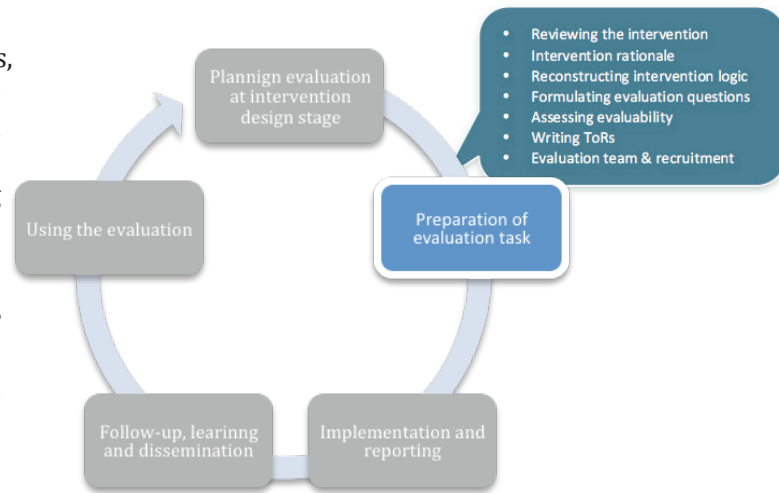 s,
Plannign evaluation
at intervention
design stage
• Reviewing the intervention
• Intervention rationale
• Reconstructing intervention logic
• Formulating evaluation questions
• Assessing evaluability
• Writing ToRs
• Evaluation team & recruitment
Preparation of
evaluation task
Implementation and
reporting
Follow-up, learinng
and dissemination
Using the evaluation